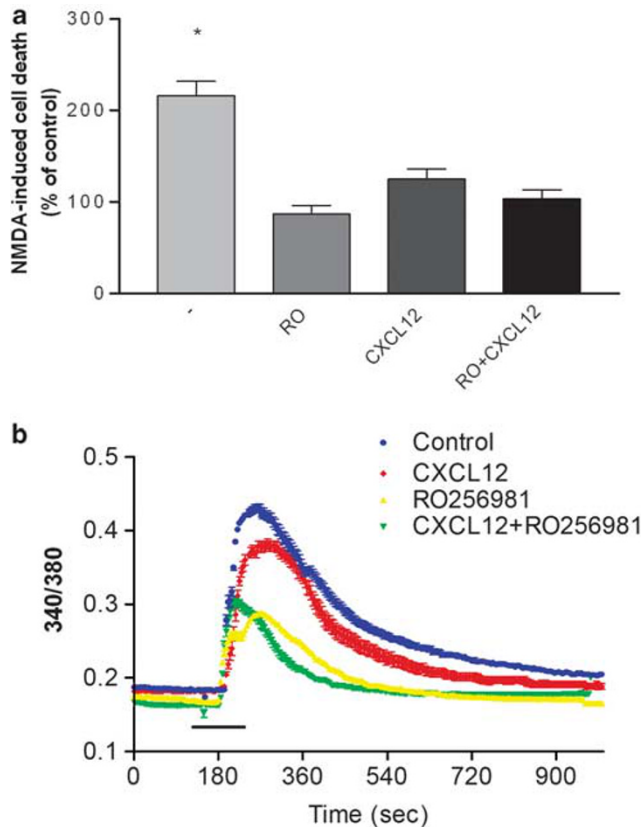 a
NMDA-induced cell death
(% of control)
300
200
100
0
*
-
RO
CXCL12
RO+CXCL12
b
Control
CXCL12
RO256981
CXCL12+RO256981
340/380
0.5
0.4
0.3
0.2
0.1
0 180 360 540 720 900
Time (sec)